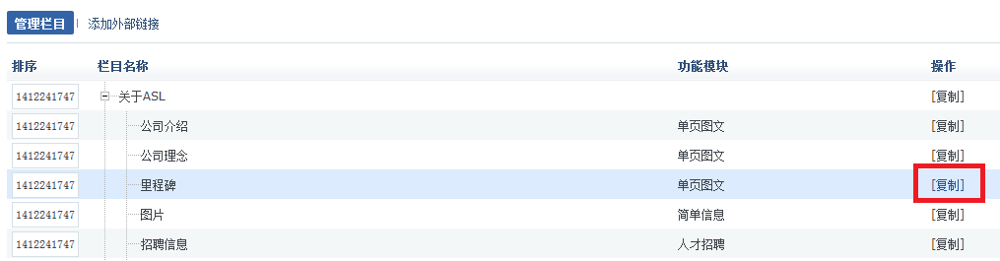 管理栏目 添加外部链接
排序 栏目名称 功能模块 操作
1412241747 关于ASL [复制]
1412241747 公司介绍 单页图文 [复制]
1412241747 公司理念 单页图文 [复制]
1412241747 里程碑 单页图文 [复制]
1412241747 图片 简单信息 [复制]
1412241747 招聘信息 人才招聘 [复制]